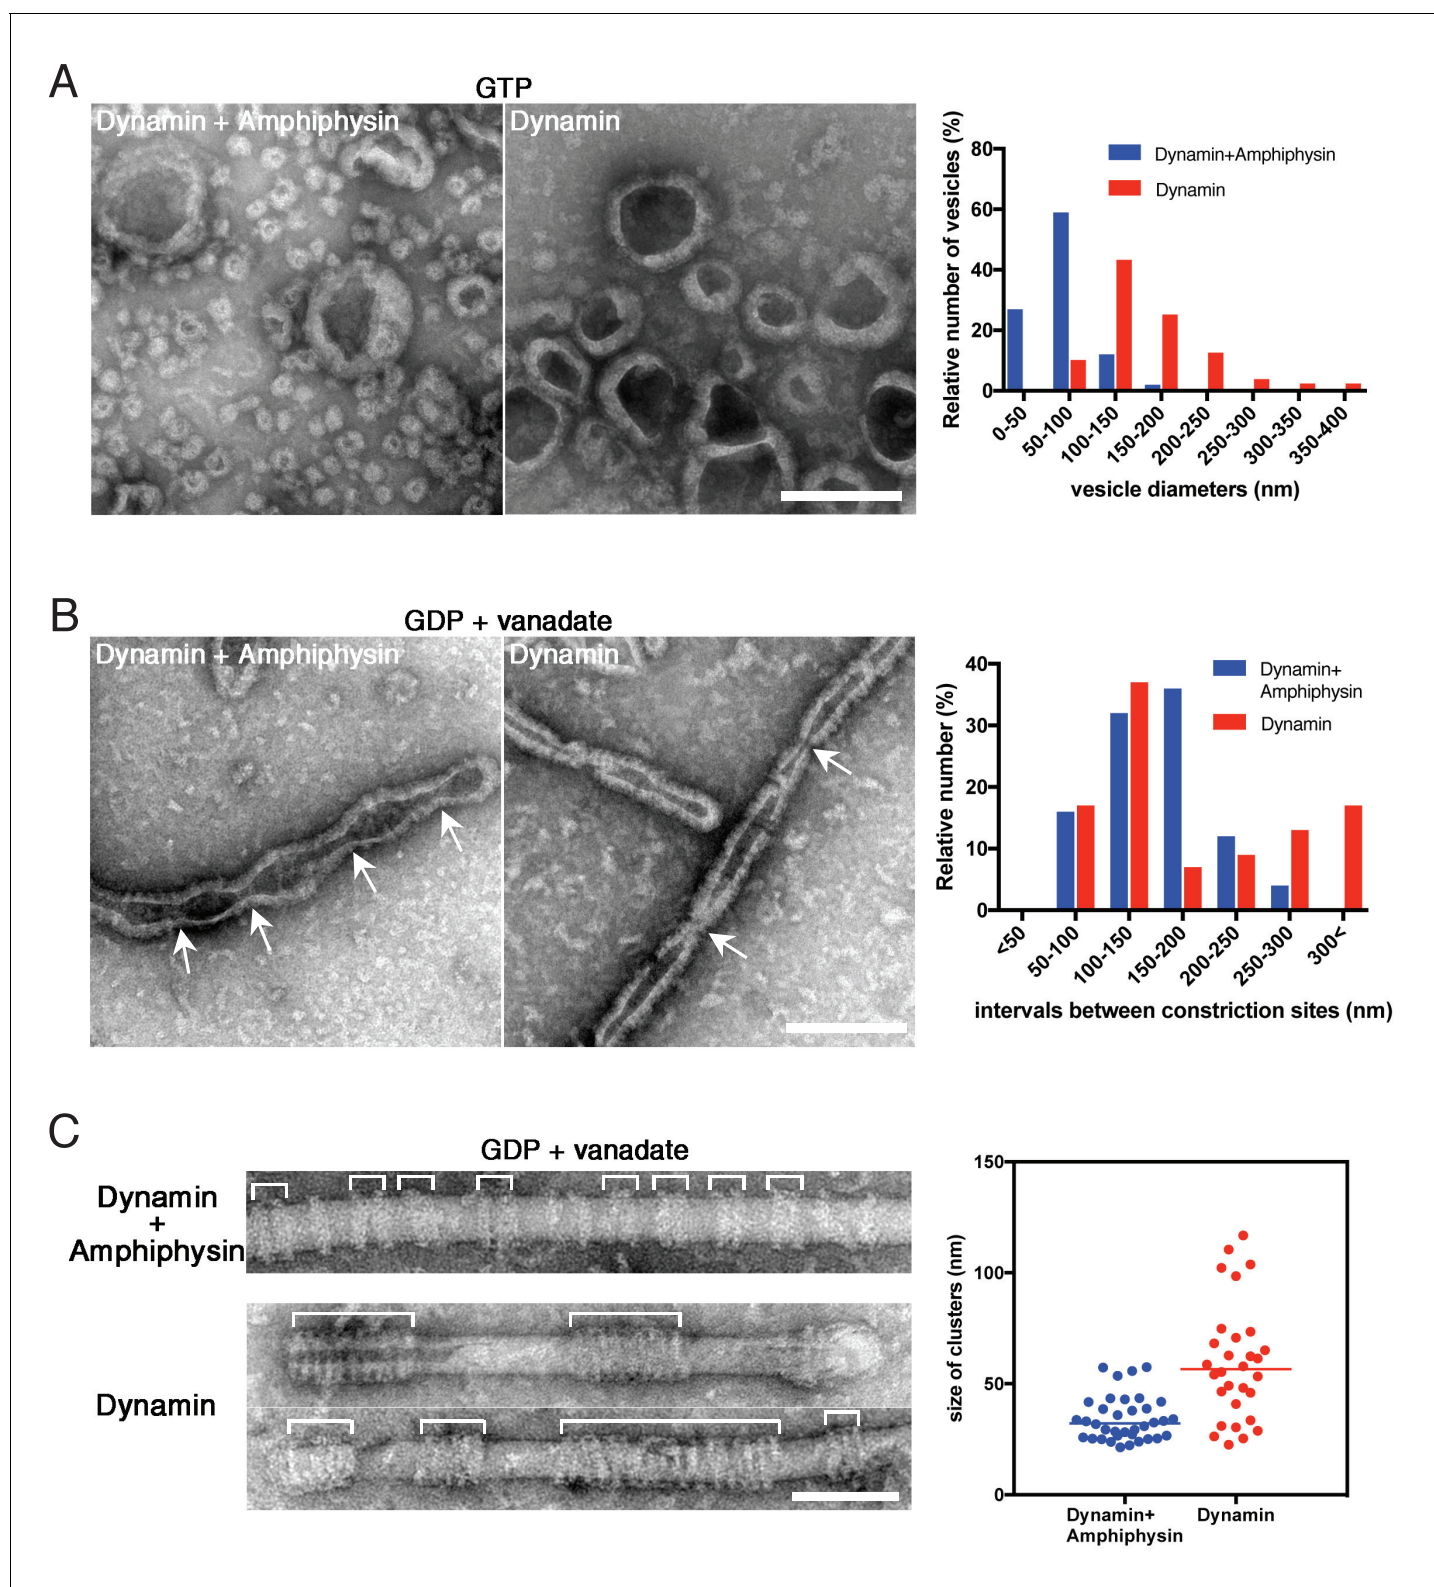 A
GTP
Dynamin + Amphiphysin
Dynamin
Relative number of vesicles (%)
80
60
40
20
0
Dynamin+Amphiphysin
Dynamin
0-50
50-100
100-150
150-200
200-250
250-300
300-350
350-400
vesicle diameters (nm)
B
GDP + vanadate
Dynamin + Amphiphysin
Dynamin
Relative number (%)
40
30
20
10
0
Dynamin+
Amphiphysin
Dynamin
<50
50-100
100-150
150-200
200-250
250-300
300<
intervals between constriction sites (nm)
C
GDP + vanadate
Dynamin
+
Amphiphysin
Dynamin
size of clusters (nm)
150
100
50
0
Dynamin+
Amphiphysin
Dynamin